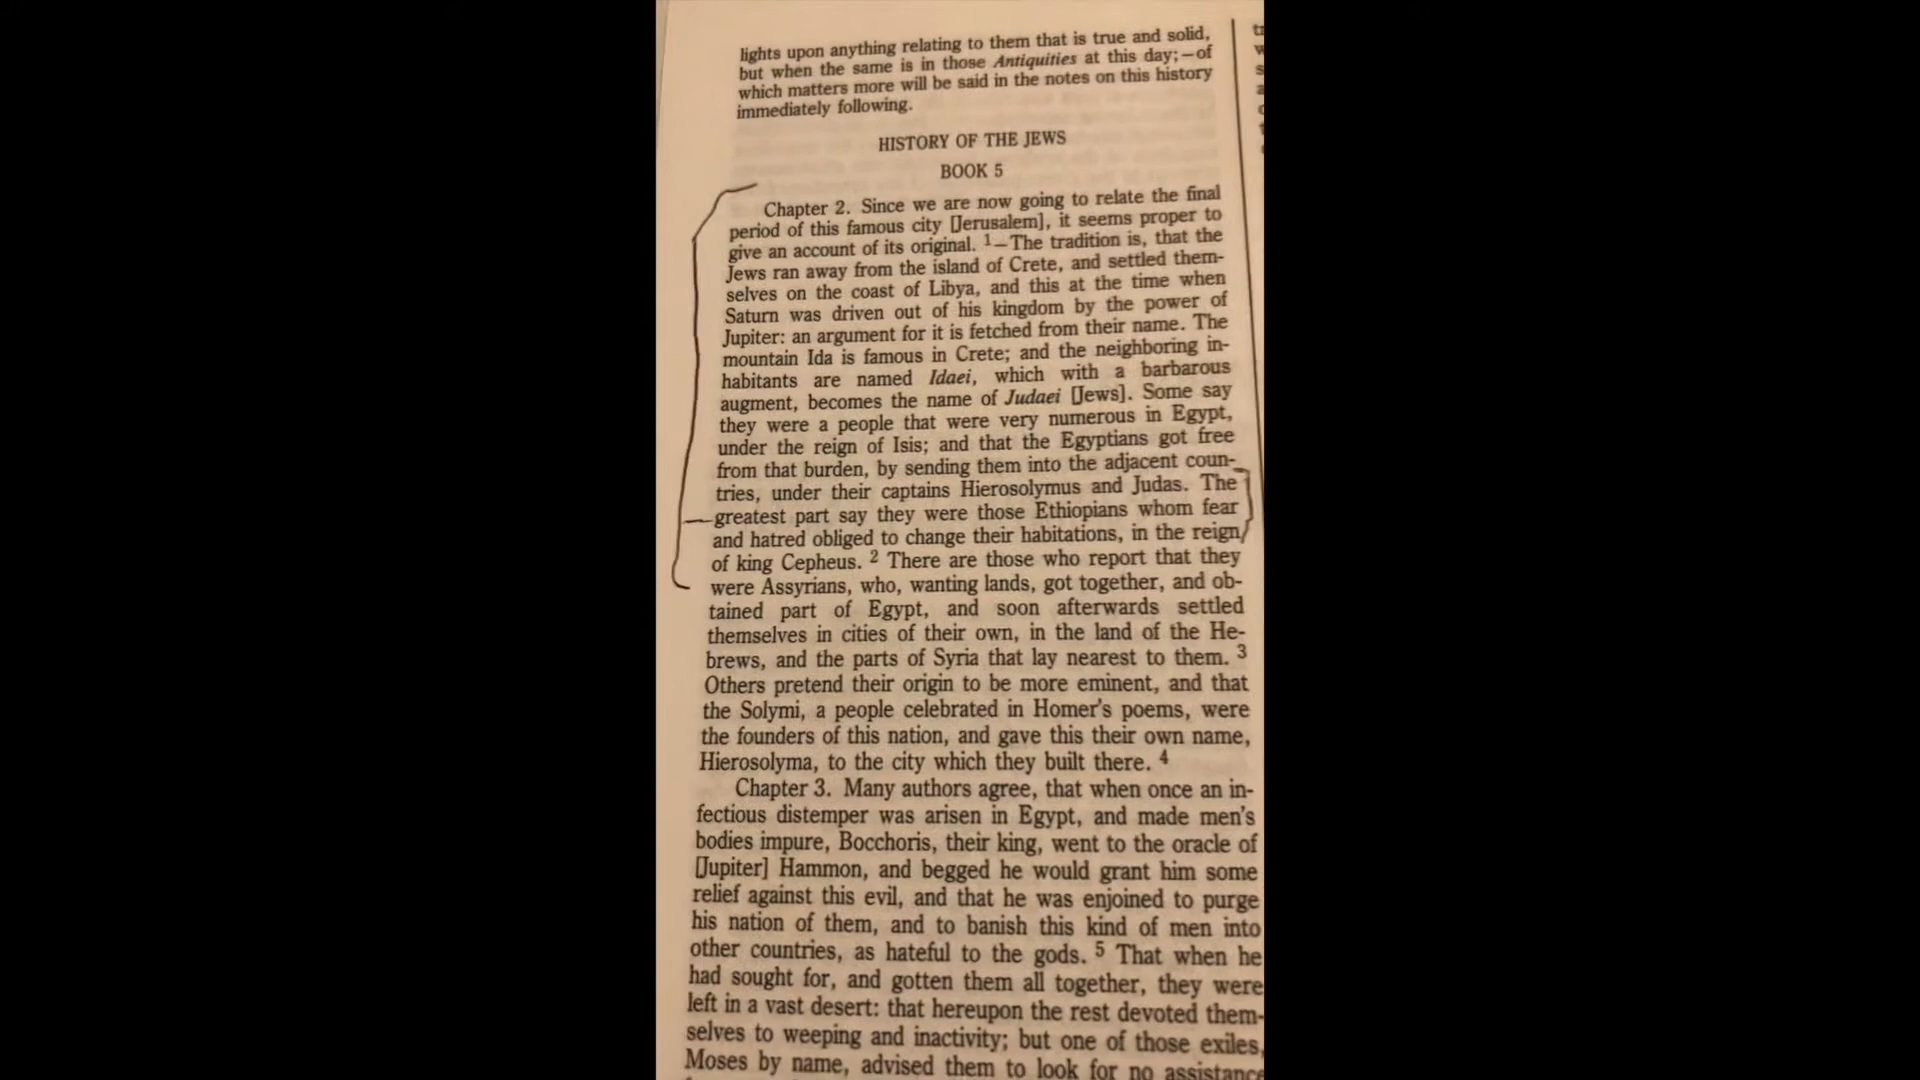 lights upon anything relating to them that is true and solid,
but when the same is in those Antiquities at this day;—of
which matters more will be said in the notes on this history
immediately following.
HISTORY OF THE JEWS
BOOK 5
Chapter 2. Since we are now going to relate the final
period of this famous city [Jerusalem], it seems proper to
give an account of its original. 1—The tradition is, that the
Jews ran away from the island of Crete, and settled them-
selves on the coast of Libya, and this at the time when
Saturn was driven out of his kingdom by the power of
Jupiter: an argument for it is fetched from their name. The
mountain Ida is famous in Crete; and the neighboring in-
habitants are named Idaei, which with a barbarous
augment, becomes the name of Judaei [Jews]. Some say
they were a people that were very numerous in Egypt,
under the reign of Isis; and that the Egyptians got free
from that burden, by sending them into the adjacent coun-
tries, under their captains Hierosolymus and Judas. The
greatest part say they were those Ethiopians whom fear
and hatred obliged to change their habitations, in the reign
of king Cepheus. 2 There are those who report that they
were Assyrians, who, wanting lands, got together, and ob-
tained part of Egypt, and soon afterwards settled
themselves in cities of their own, in the land of the He-
brews, and the parts of Syria that lay nearest to them. 3
Others pretend their origin to be more eminent, and that
the Solymi, a people celebrated in Homer's poems, were
the founders of this nation, and gave this their own name,
Hierosolyma, to the city which they built there. 4
Chapter 3. Many authors agree, that when once an in-
fectious distemper was arisen in Egypt, and made men's
bodies impure, Bocchoris, their king, went to the oracle of
[Jupiter] Hammon, and begged he would grant him some
relief against this evil, and that he was enjoined to purge
his nation of them, and to banish this kind of men into
other countries, as hateful to the gods. 5 That when he
had sought for, and gotten them all together, they were
left in a vast desert: that hereupon the rest devoted them-
selves to weeping and inactivity; but one of those exiles,
Moses by name, advised them to look for no assistance